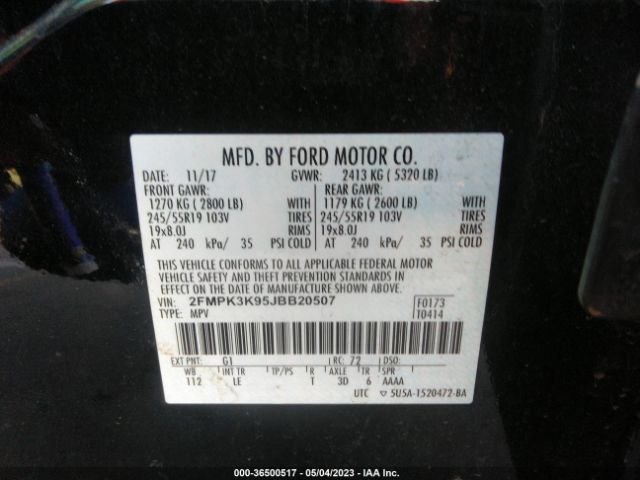 MFD. BY FORD MOTOR CO.
DATE: 11/17 GVWR: 2413 KG ( 5320 LB)
FRONT GAWR: REAR GAWR:
1270 KG ( 2800 LB) WITH 1179 KG ( 2600 LB) WITH
245/55R19 103V TIRES 245/55R19 103V TIRES
19x8.0J RIMS 19x8.0J RIMS
AT 240 kPa/ 35 PSI COLD AT 240 kPa/ 35 PSI COLD
THIS VEHICLE CONFORMS TO ALL APPLICABLE FEDERAL MOTOR
VEHICLE SAFETY AND THEFT PREVENTION STANDARDS IN
EFFECT ON THE DATE OF MANUFACTURE SHOWN ABOVE.
VIN: 2FMPK3K95JBB20507 F0173
TYPE: MPV 10414
EXT PNT: G1 RC: 72 DSO:
WB INT TR TP/PS R AXLE TR SPR
112 LE T 3D 6 AAAA
UTC ▽ 5U5A-1520472-BA
000-36500517 - 05/04/2023 - IAA Inc.